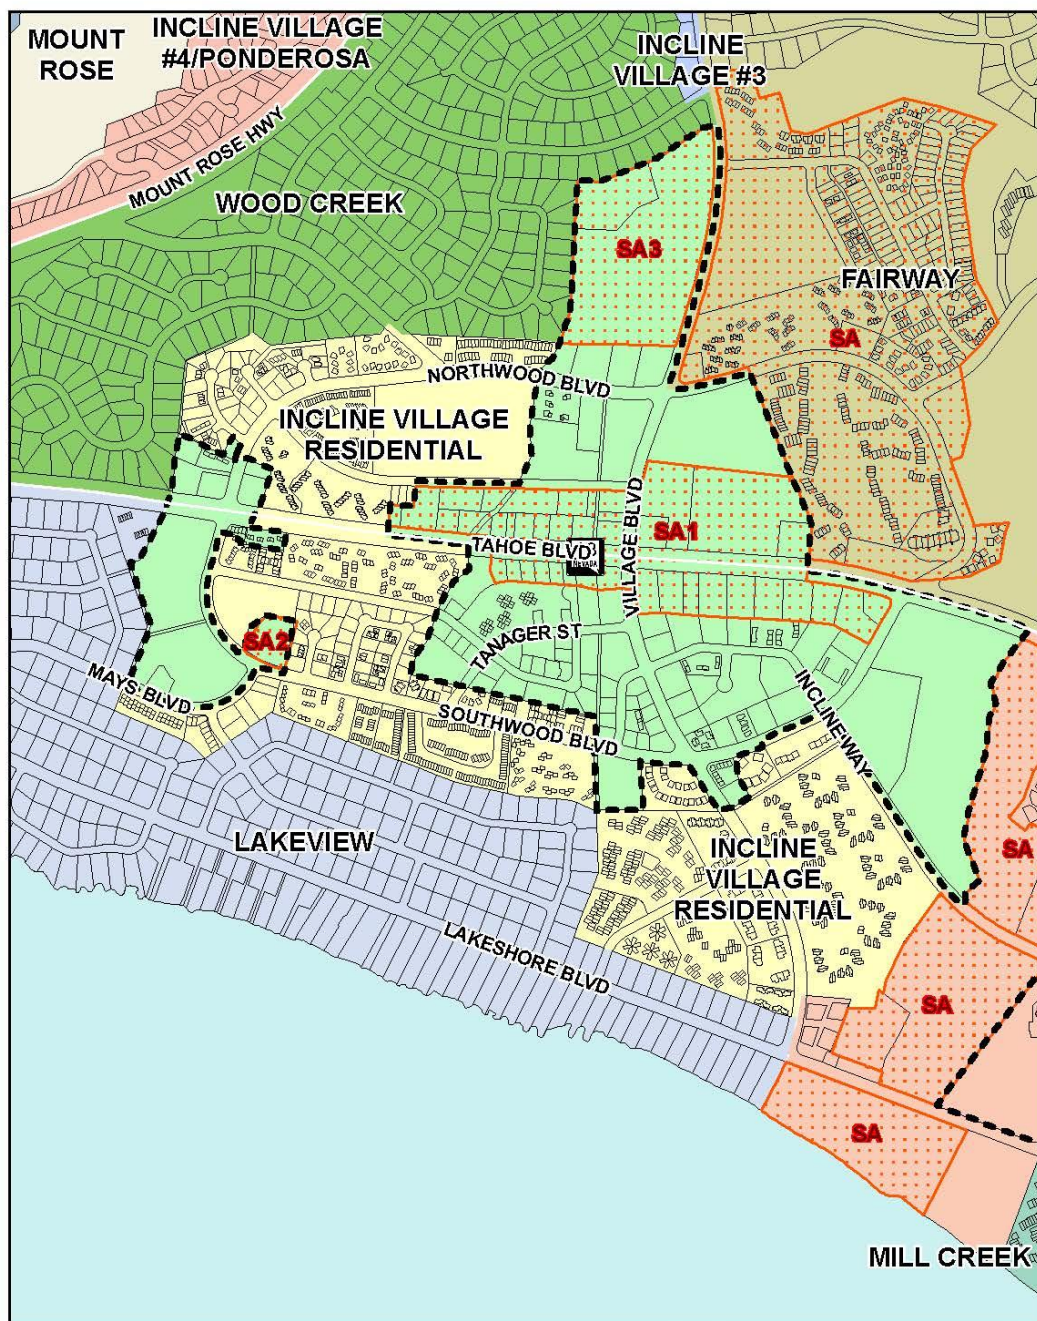 MOUNT
ROSE
INCLINE VILLAGE
#4/PONDEROSA
INCLINE
VILLAGE #3
MOUNT ROSE HWY
WOOD CREEK
SA3
FAIRWAY
SA
NORTHWOOD BLVD
INCLINE VILLAGE
RESIDENTIAL
VILLAGE BLVD
SA1
TAHOE BLVD
NEVADA
TANAGER ST
SA2
MAYS BLVD
SOUTHWOOD BLVD
INCLINE WAY
LAKEVIEW
INCLINE
VILLAGE
RESIDENTIAL
SA
LAKESHORE BLVD
SA
SA
MILL CREEK